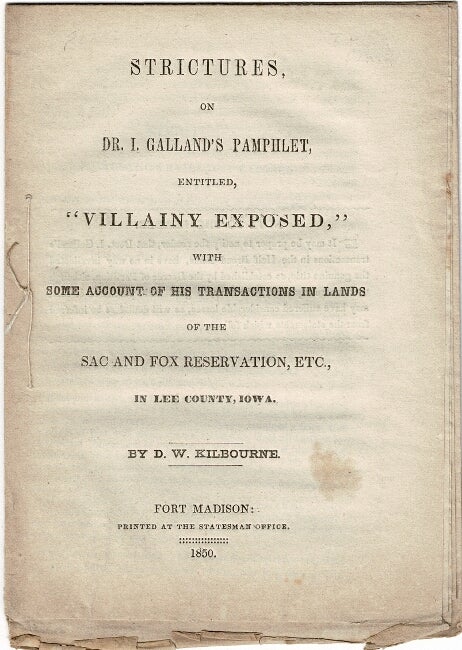 STRICTURES,
ON
DR. I. GALLAND'S PAMPHLET,
ENTITLED,
"VILLAINY EXPOSED,"
WITH
SOME ACCOUNT OF HIS TRANSACTIONS IN LANDS
OF THE
SAC AND FOX RESERVATION, ETC.,
IN LEE COUNTY, IOWA.
BY D. W. KILBOURNE.
FORT MADISON:
PRINTED AT THE STATESMAN OFFICE.
1850.